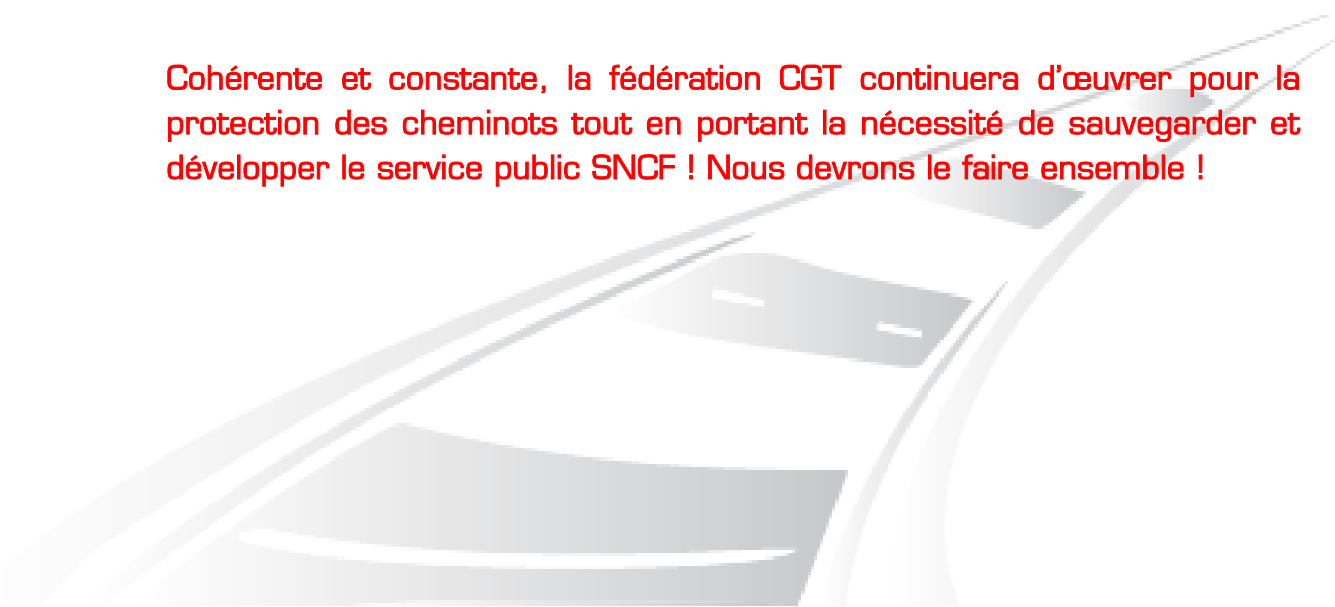 Cohérente et constante, la fédération CGT continuera d’œuvrer pour la
protection des cheminots tout en portant la nécessité de sauvegarder et
développer le service public SNCF ! Nous devrons le faire ensemble !